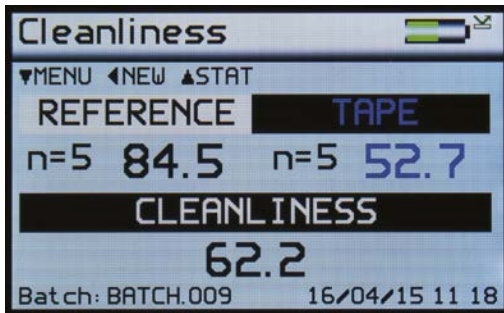 Cleanliness
▼MENU ◀NEW ▲STAT
REFERENCE TAPE
n=5 84.5 n=5 52.7
CLEANLINESS
62.2
Batch: BATCH.009 16/04/15 11 18